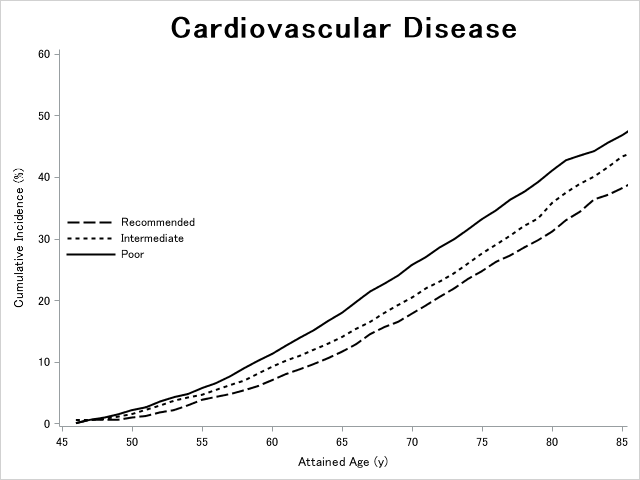 Cardiovascular Disease
60
50
40
30
20
10
0
Cumulative Incidence (%)
Recommended
Intermediate
Poor
45 50 55 60 65 70 75 80 85
Attained Age (y)